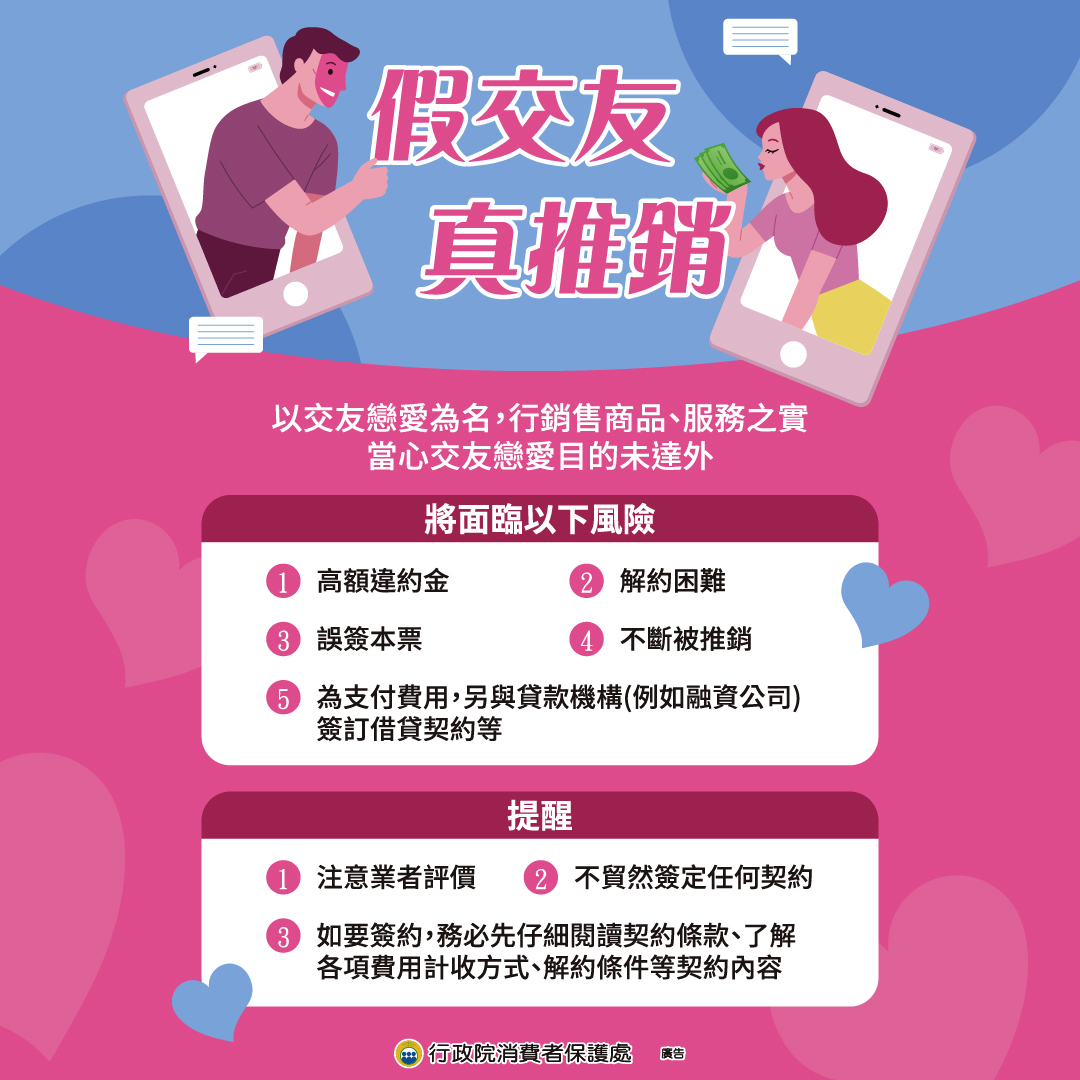 假交友
真推銷
以交友戀愛為名,行銷售商品、服務之實
當心交友戀愛目的未達外
將面臨以下風險
1 高額違約金
2 解約困難
3 誤簽本票
4 不斷被推銷
5 為支付費用,另與貸款機構(例如融資公司)
簽訂借貸契約等
提醒
1 注意業者評價
2 不貿然簽定任何契約
3 如要簽約,務必先仔細閱讀契約條款、了解
各項費用計收方式、解約條件等契約內容
行政院消費者保護處 廣告